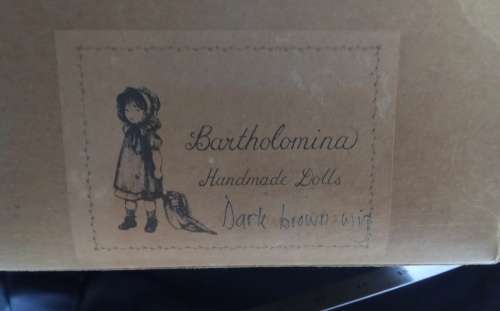 Bartholomina
Handmade Dolls
Dark brown wig